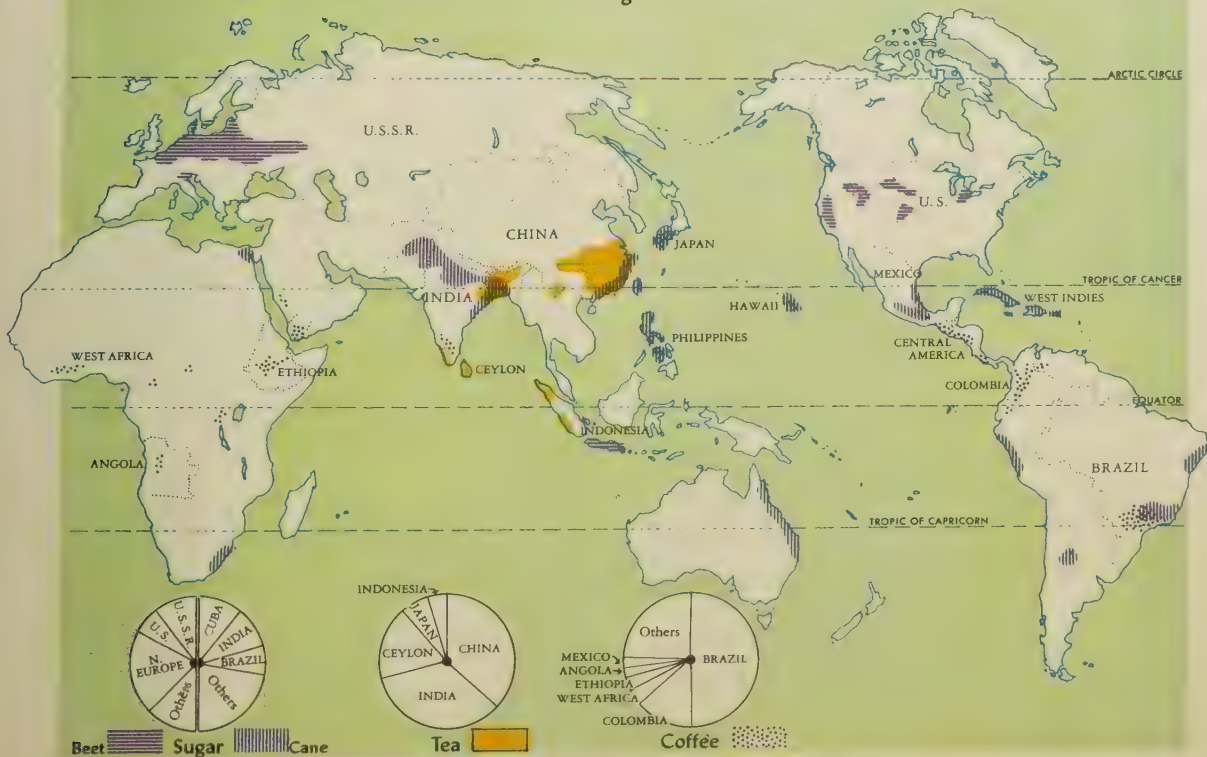 ARCTIC CIRCLE
U.S.S.R.
U.S.
CHINA
JAPAN
MEXICO
TROPIC OF CANCER
INDIA
HAWAII
WEST INDIES
PHILIPPINES
CENTRAL
AMERICA
WEST AFRICA
ETHIOPIA
CEYLON
COLOMBIA
EQUATOR
INDONESIA
ANGOLA
BRAZIL
TROPIC OF CAPRICORN
U.S.S.R.
CUBA
U.S.
INDIA
N.
EUROPE
BRAZIL
Others
Others
INDONESIA
JAPAN
CHINA
CEYLON
INDIA
Others
BRAZIL
MEXICO
ANGOLA
ETHIOPIA
WEST AFRICA
COLOMBIA
Beet Sugar Cane
Tea
Coffee